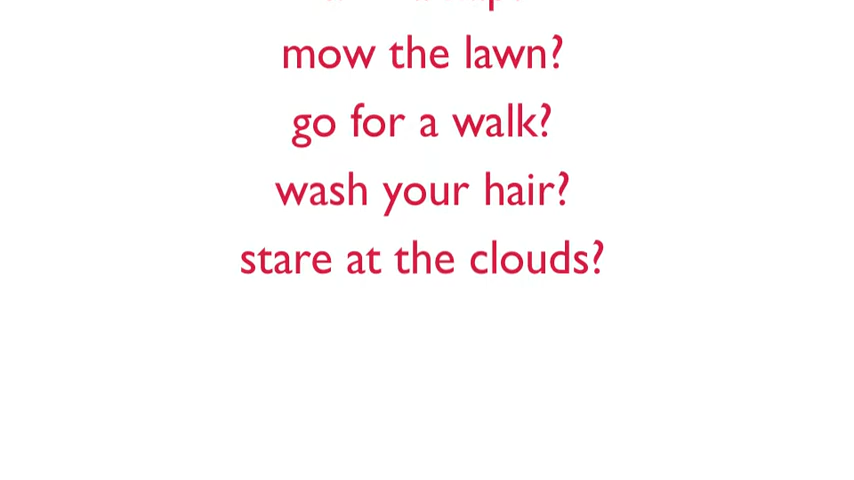 mow the lawn?
go for a walk?
wash your hair?
stare at the clouds?